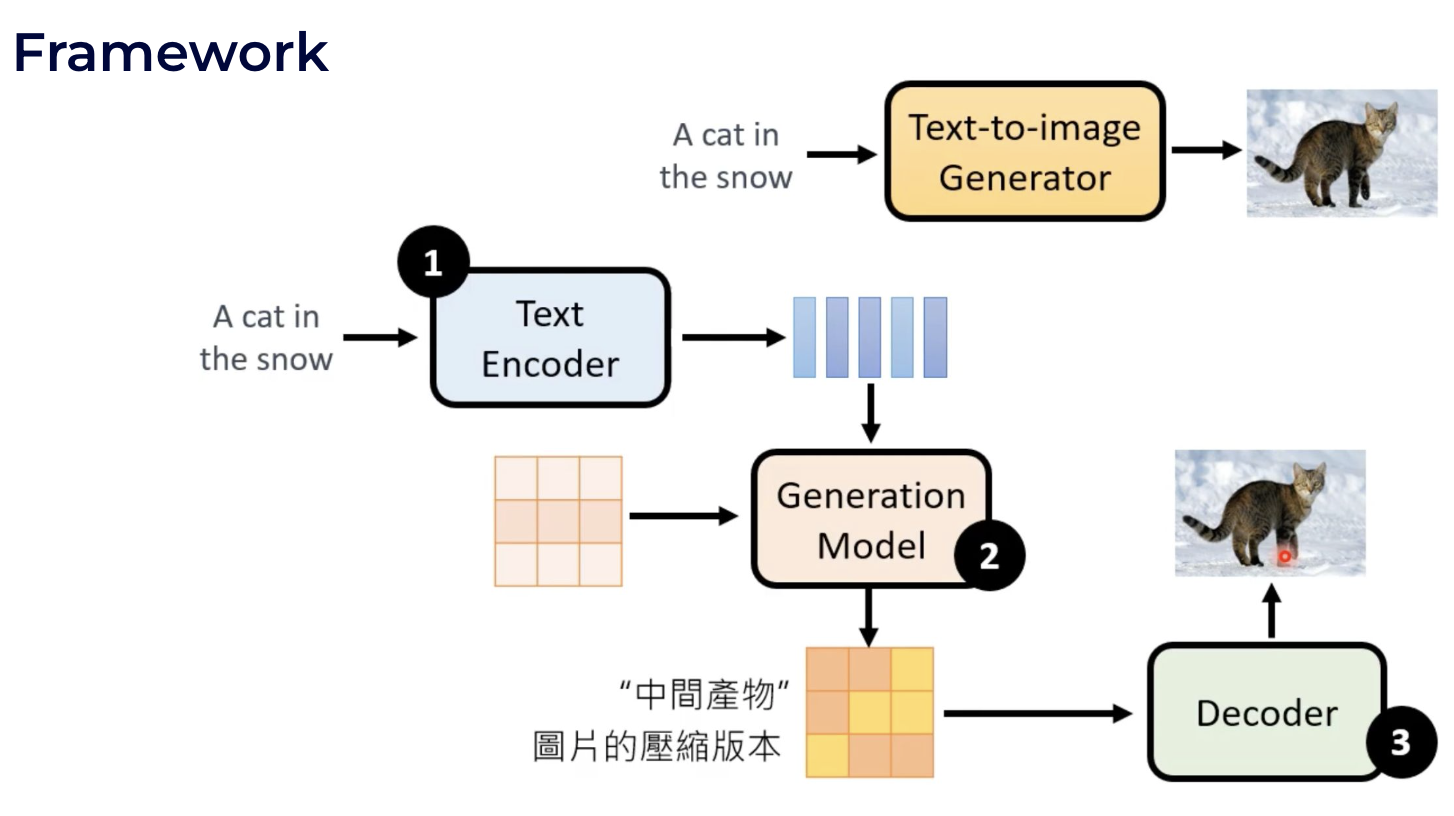 Framework
A cat in
the snow
Text-to-image
Generator
1
A cat in
the snow
Text
Encoder
Generation
Model
2
“中間產物”
圖片的壓縮版本
Decoder
3